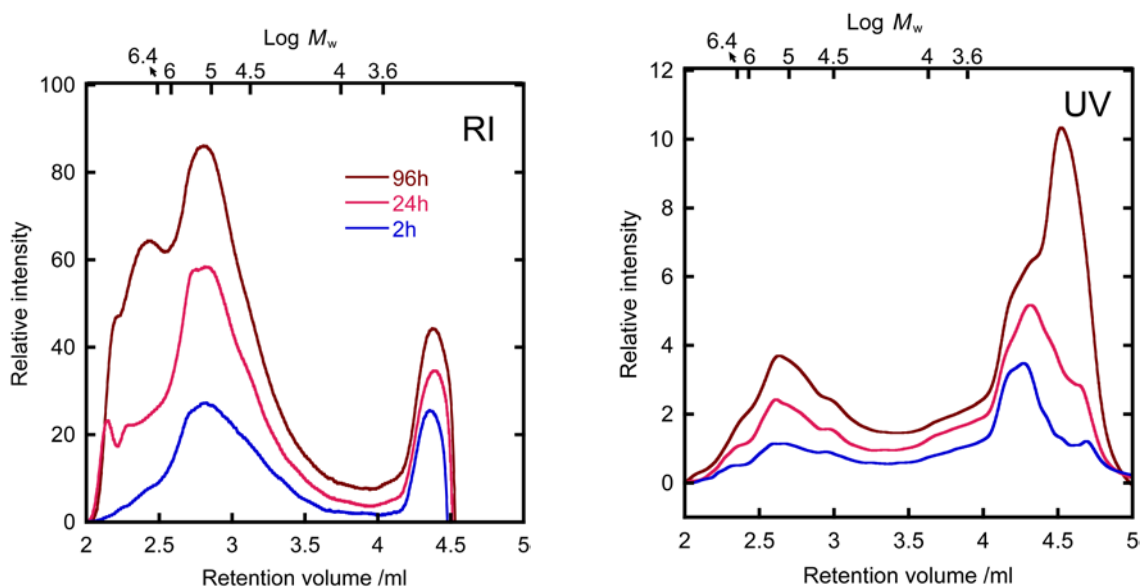 Log Mw
6.4 6 5 4.5 4 3.6
100
80
60
40
20
0
2 2.5 3 3.5 4 4.5 5
Relative intensity
Retention volume /ml
RI
96h
24h
2h
Log Mw
6.4 6 5 4.5 4 3.6
12
10
8
6
4
2
0
2 2.5 3 3.5 4 4.5 5
Relative intensity
Retention volume /ml
UV